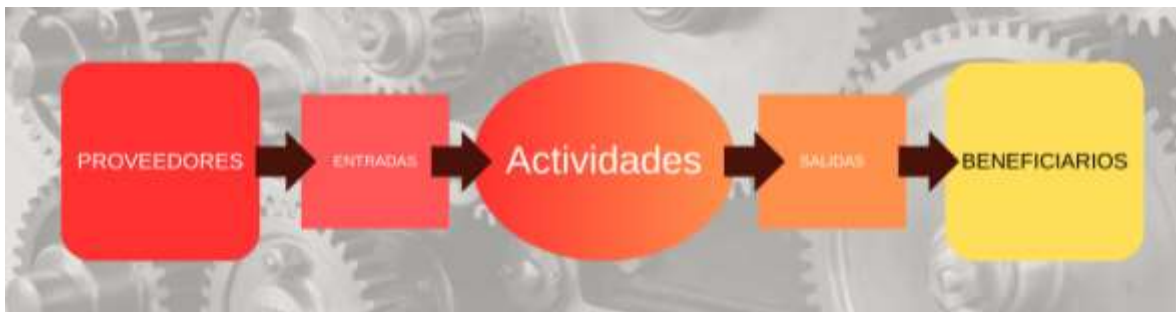 PROVEEDORES
ENTRADAS
Actividades
SALIDAS
BENEFICIARIOS